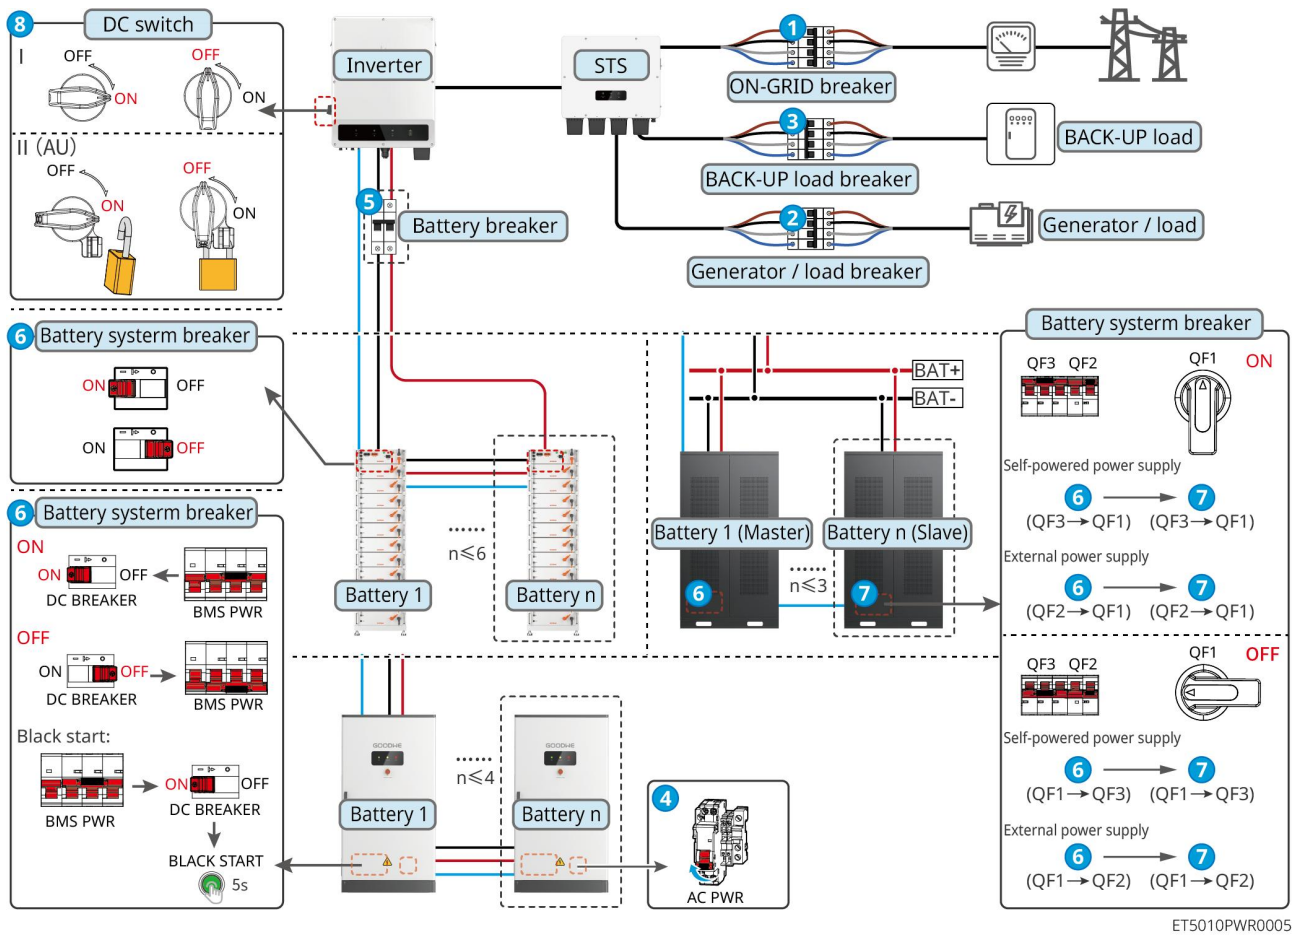 8 DC switch
I
OFF
ON
OFF
ON
II (AU)
OFF
ON
OFF
ON
Inverter
STS
1
ON-GRID breaker
3
BACK-UP load breaker
BACK-UP load
2
Generator / load breaker
Generator / load
5
Battery breaker
6 Battery systerm breaker
ON OFF
ON OFF
6 Battery systerm breaker
ON
ON OFF
DC BREAKER
BMS PWR
OFF
ON OFF
DC BREAKER
BMS PWR
Black start:
BMS PWR
ON OFF
DC BREAKER
BLACK START
5s
Battery 1
......
n≤6
Battery n
BAT+
BAT-
Battery 1 (Master)
Battery n (Slave)
......
n≤3
6
7
GOODWE
Battery 1
......
n≤4
GOODWE
Battery n
4
AC PWR
Battery systerm breaker
QF3 QF2
QF1
ON
Self-powered power supply
6 → 7
(QF3→QF1) (QF3→QF1)
External power supply
6 → 7
(QF2→QF1) (QF2→QF1)
QF3 QF2
QF1
OFF
Self-powered power supply
6 → 7
(QF1→QF3) (QF1→QF3)
External power supply
6 → 7
(QF1→QF2) (QF1→QF2)
ET5010PWR0005